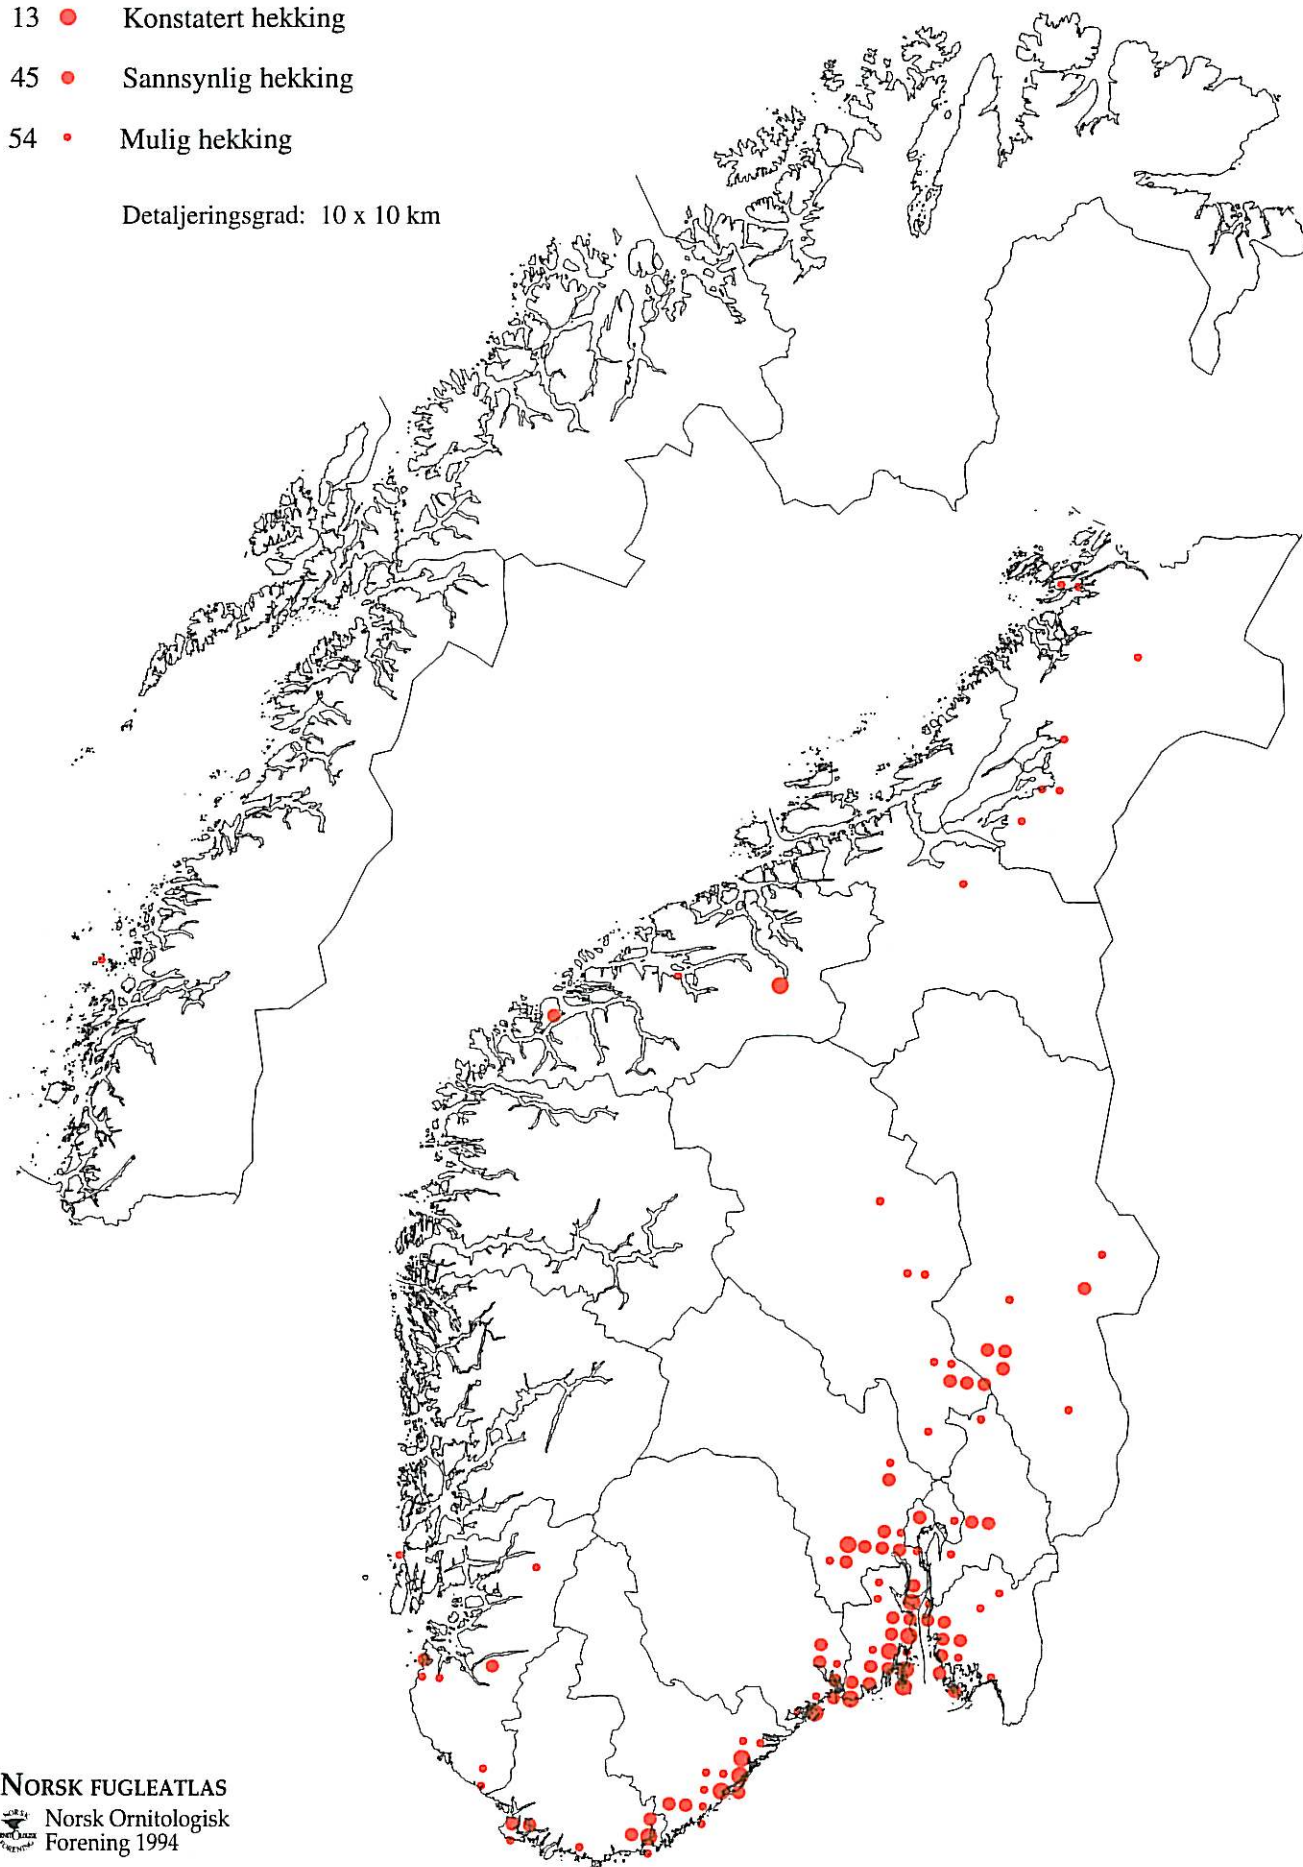 13 Konstatert hekking
45 Sannsynlig hekking
54 Mulig hekking
Detaljeringsgrad: 10 x 10 km
NORSK FUGLEATLAS
Norsk Ornitologisk
Forening 1994